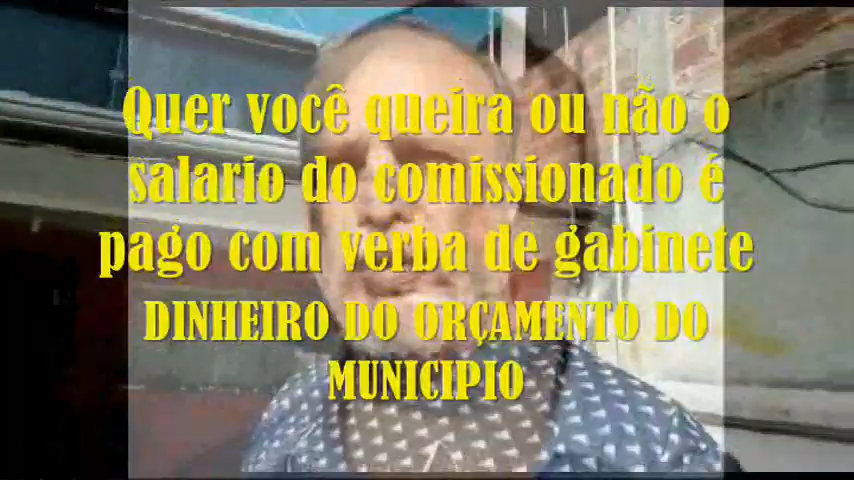 Quer você queira ou não o
salario do comissionado é
pago com verba de gabinete
DINHEIRO DO ORÇAMENTO DO
MUNICIPIO